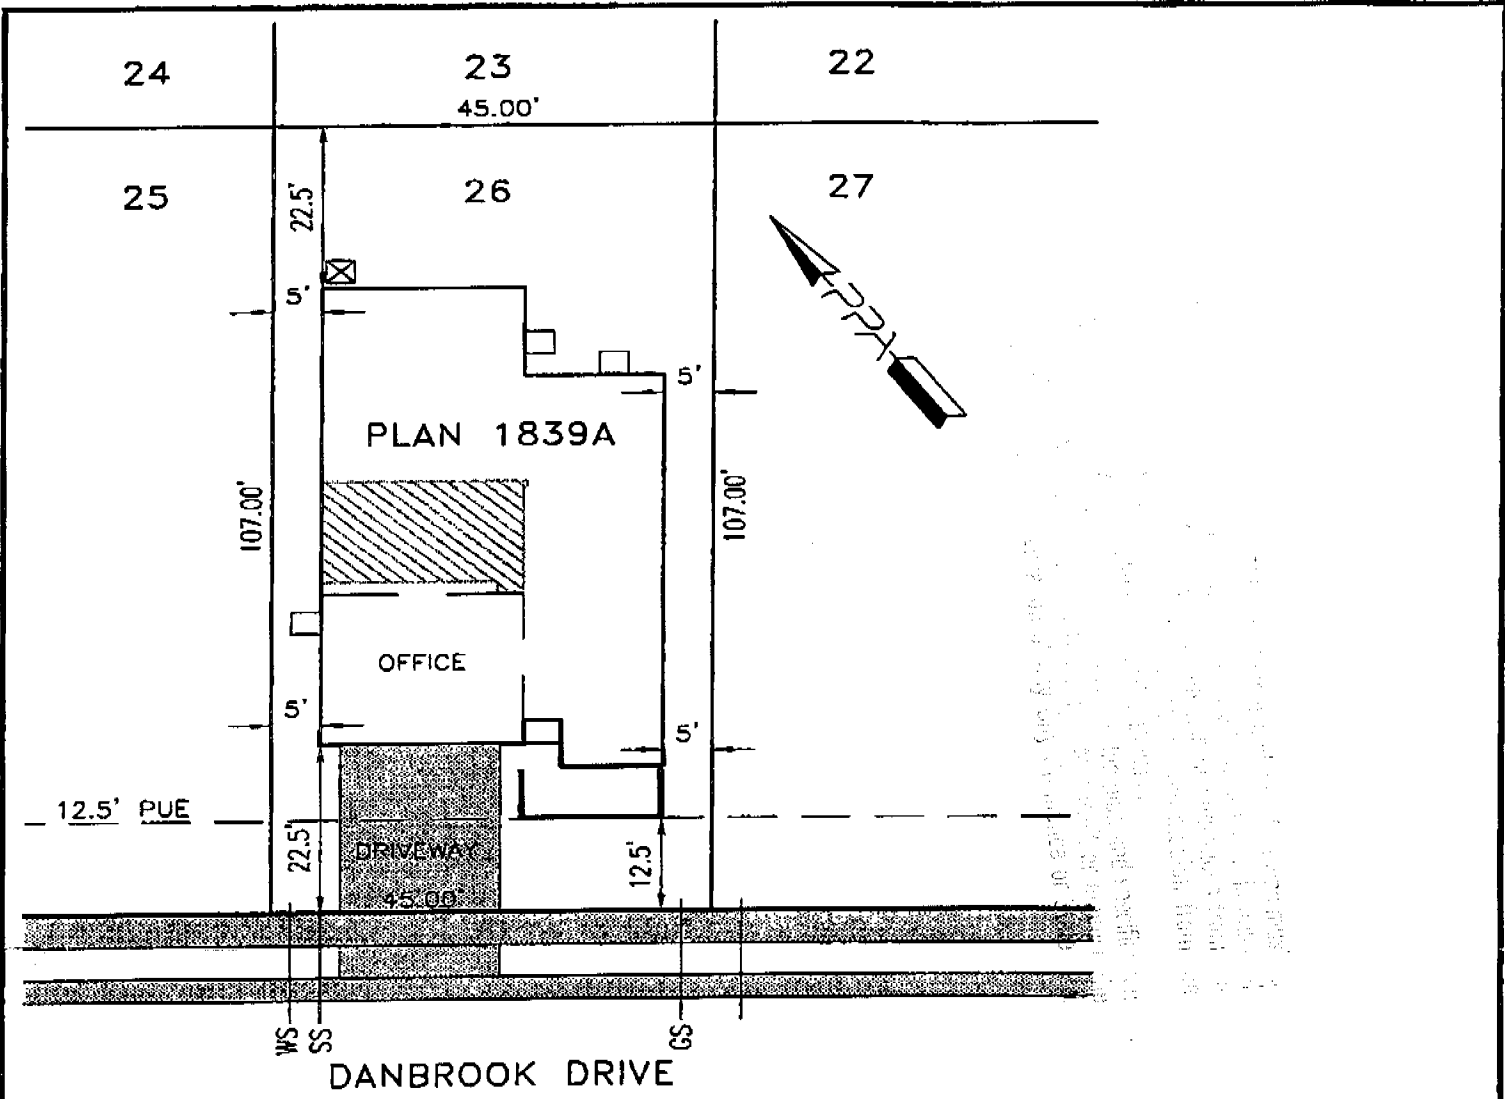 24
23
22
45.00'
25
26
27
22.5'
5'
5'
PLAN 1839A
107.00'
107.00'
OFFICE
5'
5'
12.5' PUE
22.5'
DRIVEWAY
12.5'
45.00'
WS
SS
GS
DANBROOK DRIVE